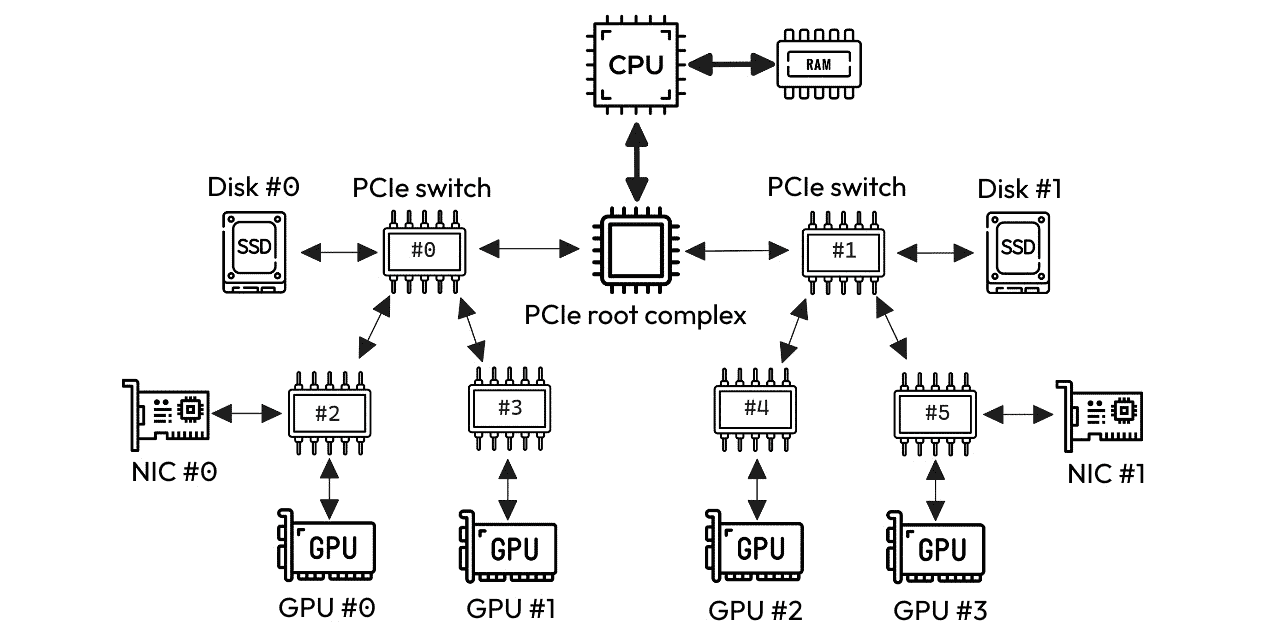 CPU
RAM
Disk #0
PCIe switch
PCIe switch
Disk #1
SSD
#0
#1
SSD
PCIe root complex
#2
#3
#4
#5
NIC #0
NIC #1
GPU
GPU
GPU
GPU
GPU #0
GPU #1
GPU #2
GPU #3